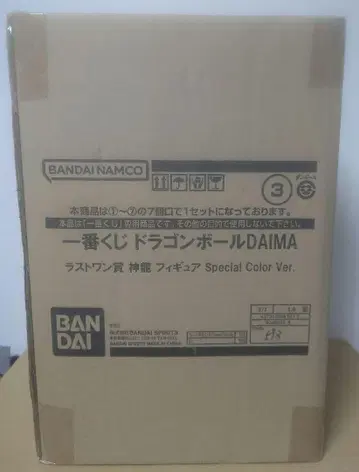 BANDAI NAMCO
③
本商品は①~⑦の7個口で1セットになっております。
本品は「一番くじ」専用商品です。その他の目的で使用しないで下さい。
一番くじ ドラゴンボールDAIMA
ラストワン賞 神龍 フィギュア Special Color Ver.
BAN
DAI